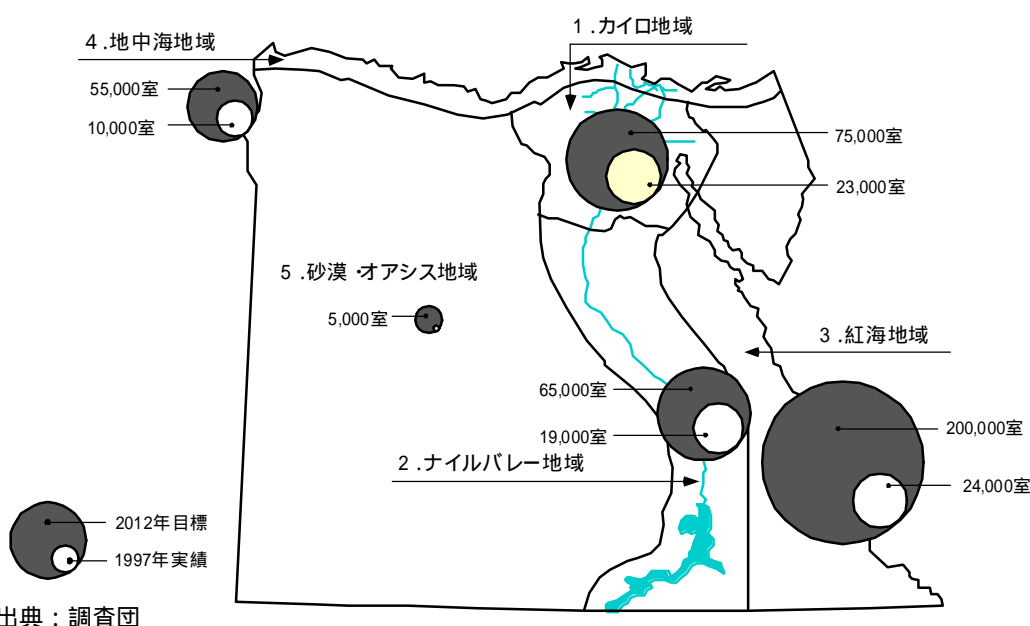 1.カイロ地域
4.地中海地域
55,000室
10,000室
75,000室
23,000室
5.砂漠・オアシス地域
5,000室
3.紅海地域
65,000室
19,000室
200,000室
2.ナイルバレー地域
24,000室
2012年目標
1997年実績
出典：調査団